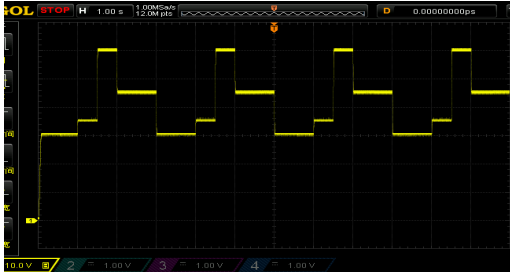 GOL STOP H 1.00 s 1.00MSa/s 12.0M pts D 0.00000000ps
1
10.0 V B 2 = 1.00 V 3 = 1.00 V 4 = 1.00 V